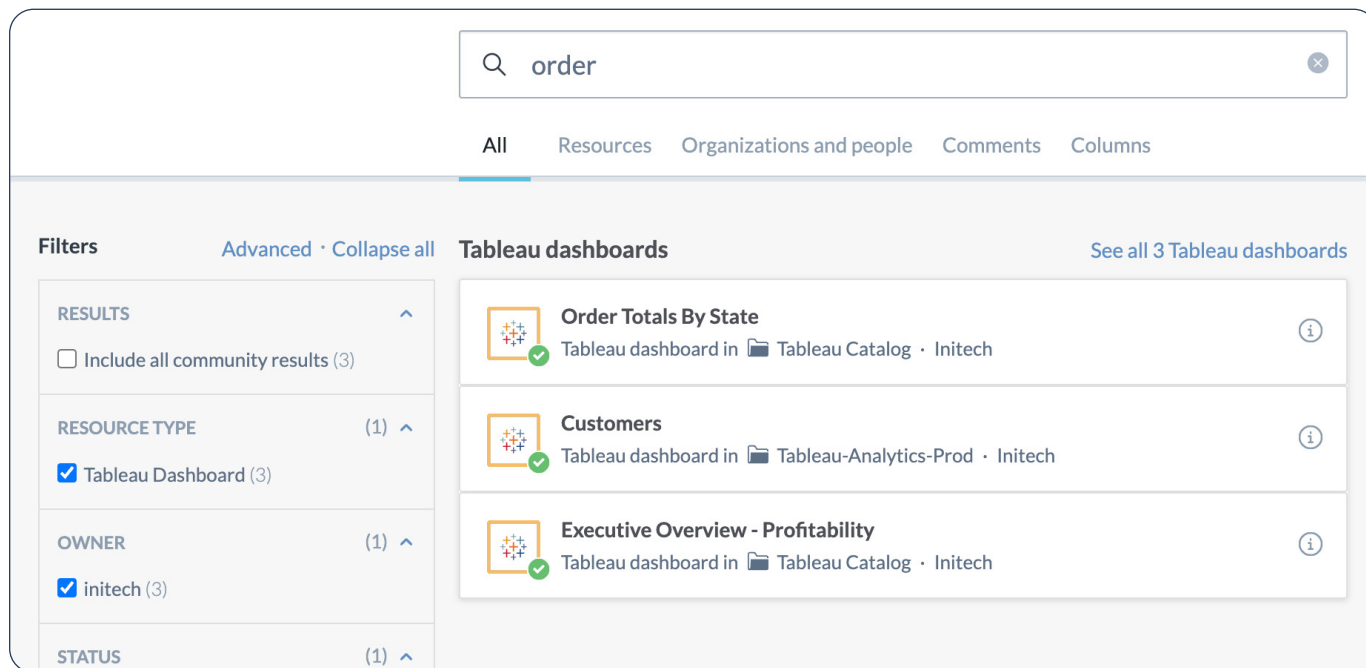 order
All Resources Organizations and people Comments Columns
Filters Advanced · Collapse all
RESULTS
Include all community results (3)
RESOURCE TYPE (1)
Tableau Dashboard (3)
OWNER (1)
initech (3)
STATUS (1)
Tableau dashboards See all 3 Tableau dashboards
Order Totals By State
Tableau dashboard in Tableau Catalog · Initech
Customers
Tableau dashboard in Tableau-Analytics-Prod · Initech
Executive Overview - Profitability
Tableau dashboard in Tableau Catalog · Initech